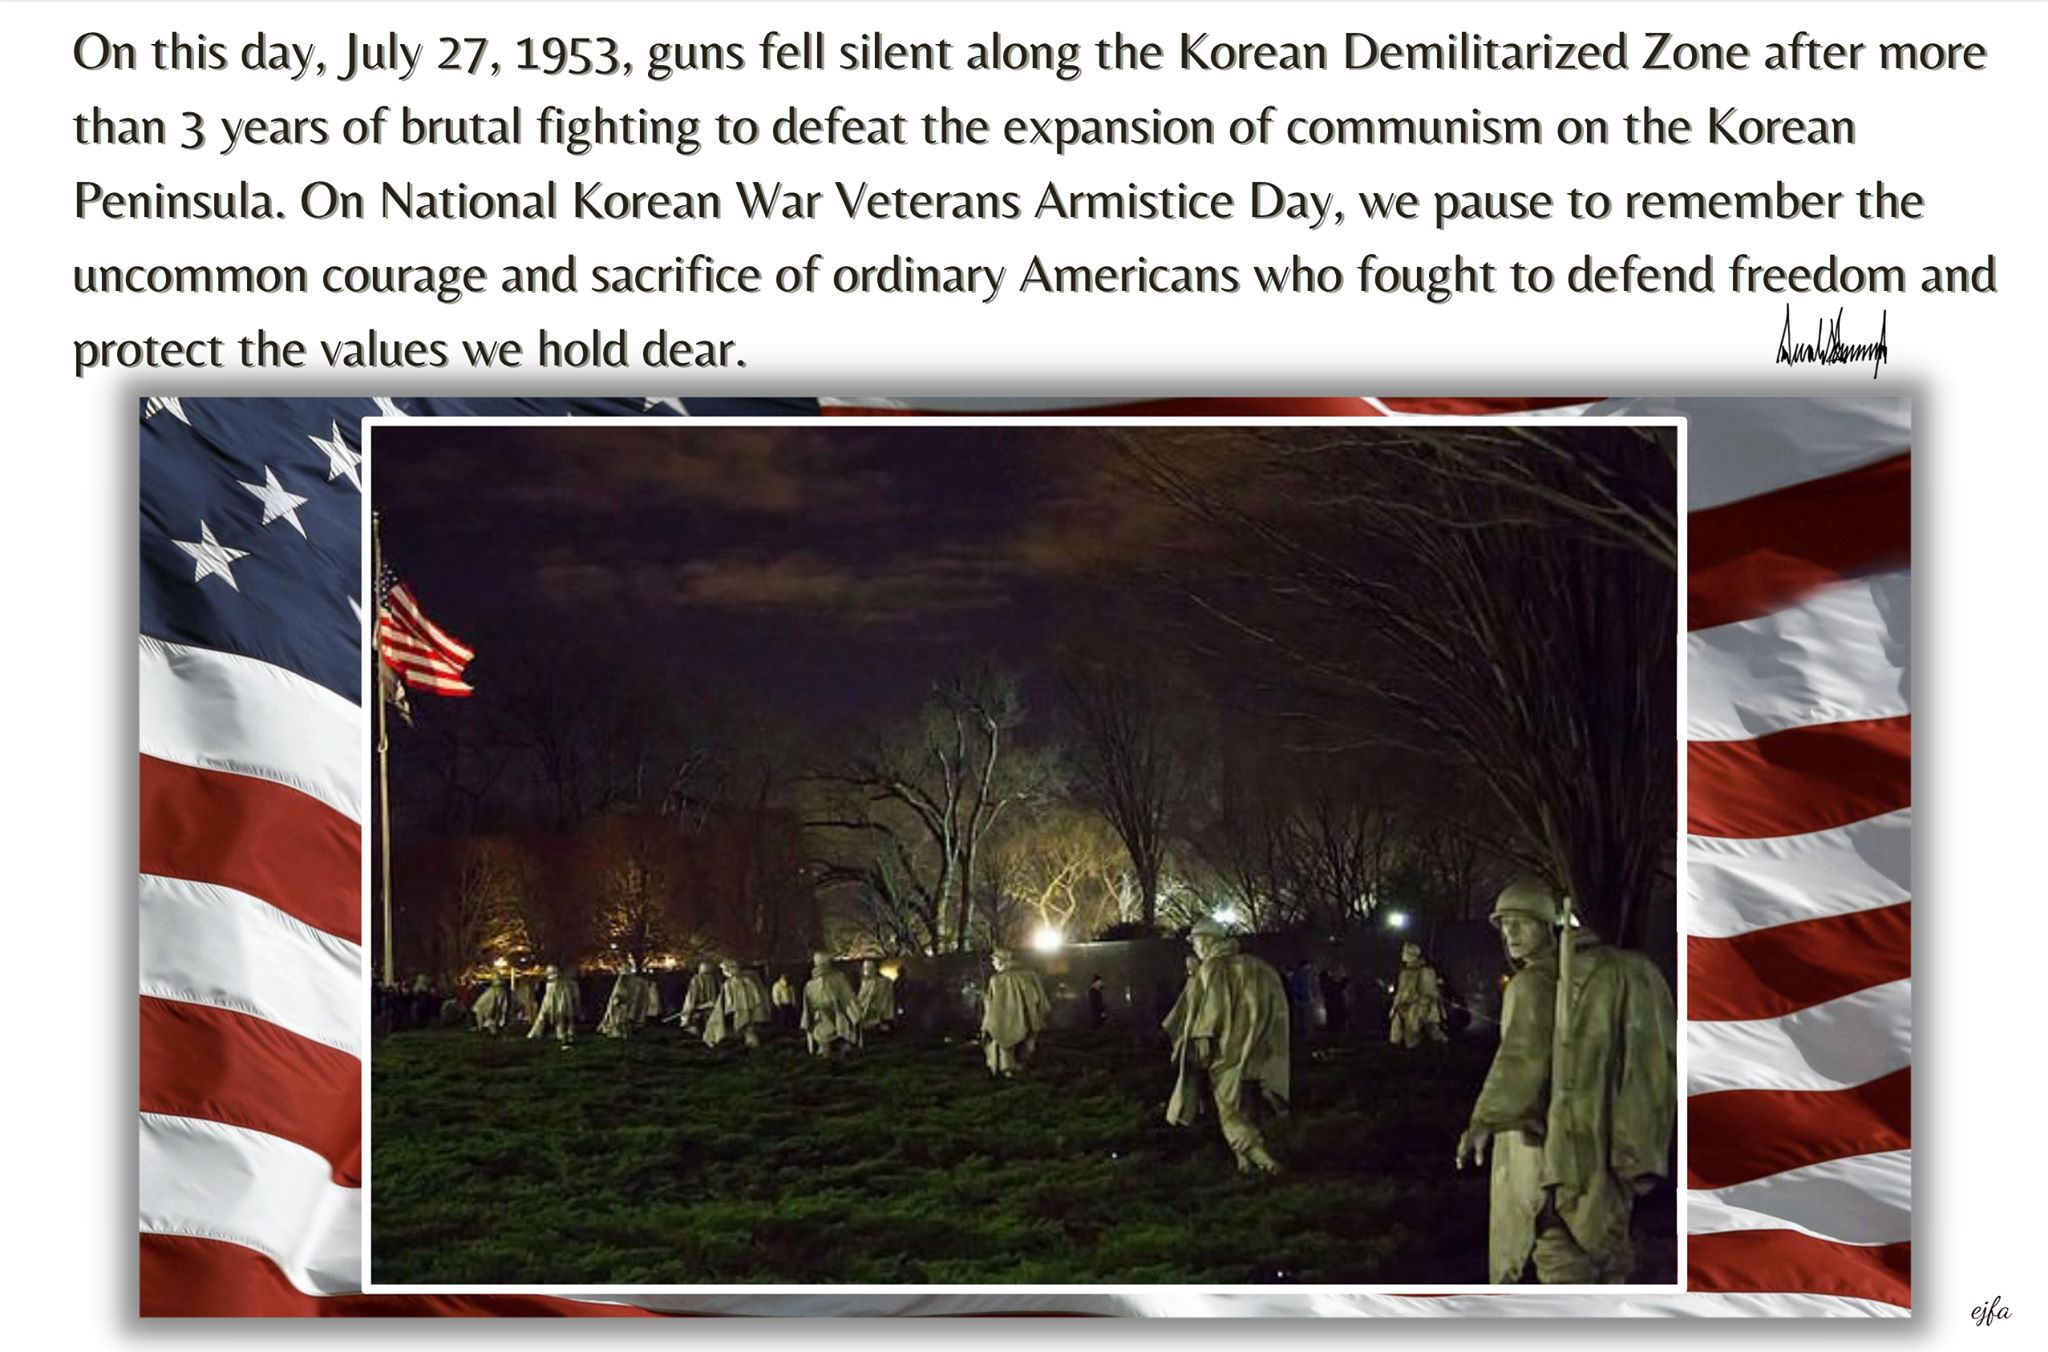 On this day, July 27, 1953, guns fell silent along the Korean Demilitarized Zone after more
than 3 years of brutal fighting to defeat the expansion of communism on the Korean
Peninsula. On National Korean War Veterans Armistice Day, we pause to remember the
uncommon courage and sacrifice of ordinary Americans who fought to defend freedom and
protect the values we hold dear.
ejfa